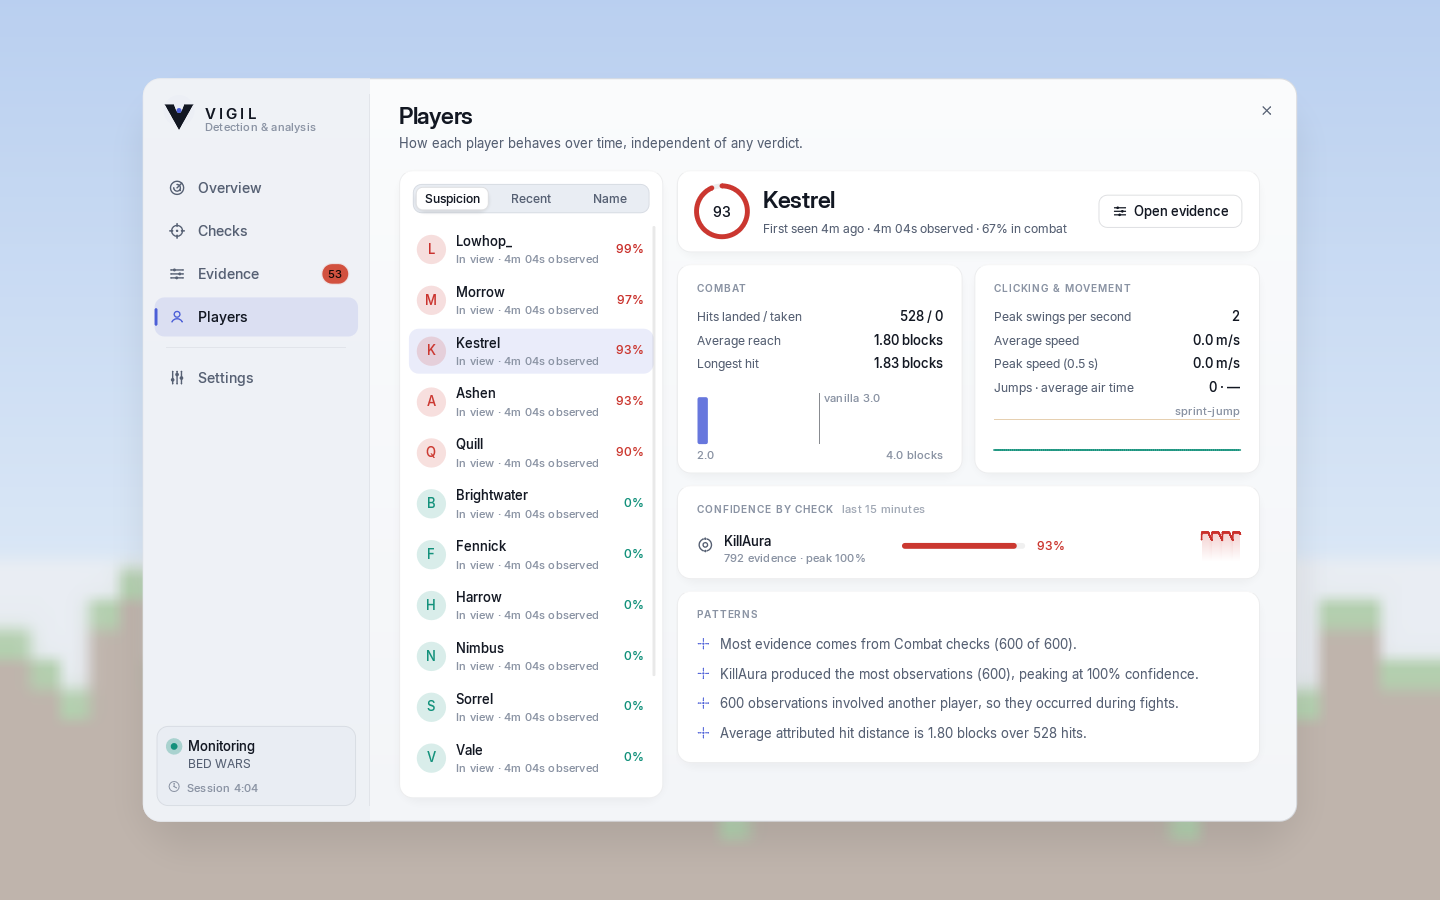 VIGIL
Detection & analysis
Overview
Checks
Evidence
53
Players
Settings
Monitoring
BED WARS
Session 4:04
Players
How each player behaves over time, independent of any verdict.
×
Suspicion
Recent
Name
L
Lowhop_
In view · 4m 04s observed
99%
M
Morrow
In view · 4m 04s observed
97%
K
Kestrel
In view · 4m 04s observed
93%
A
Ashen
In view · 4m 04s observed
93%
Q
Quill
In view · 4m 04s observed
90%
B
Brightwater
In view · 4m 04s observed
0%
F
Fennick
In view · 4m 04s observed
0%
H
Harrow
In view · 4m 04s observed
0%
N
Nimbus
In view · 4m 04s observed
0%
S
Sorrel
In view · 4m 04s observed
0%
V
Vale
In view · 4m 04s observed
0%
93
Kestrel
First seen 4m ago · 4m 04s observed · 67% in combat
Open evidence
COMBAT
Hits landed / taken 528 / 0
Average reach 1.80 blocks
Longest hit 1.83 blocks
vanilla 3.0
2.0 4.0 blocks
CLICKING & MOVEMENT
Peak swings per second 2
Average speed 0.0 m/s
Peak speed (0.5 s) 0.0 m/s
Jumps · average air time 0 · —
sprint-jump
CONFIDENCE BY CHECK last 15 minutes
KillAura
792 evidence · peak 100%
93%
PATTERNS
Most evidence comes from Combat checks (600 of 600).
KillAura produced the most observations (600), peaking at 100% confidence.
600 observations involved another player, so they occurred during fights.
Average attributed hit distance is 1.80 blocks over 528 hits.